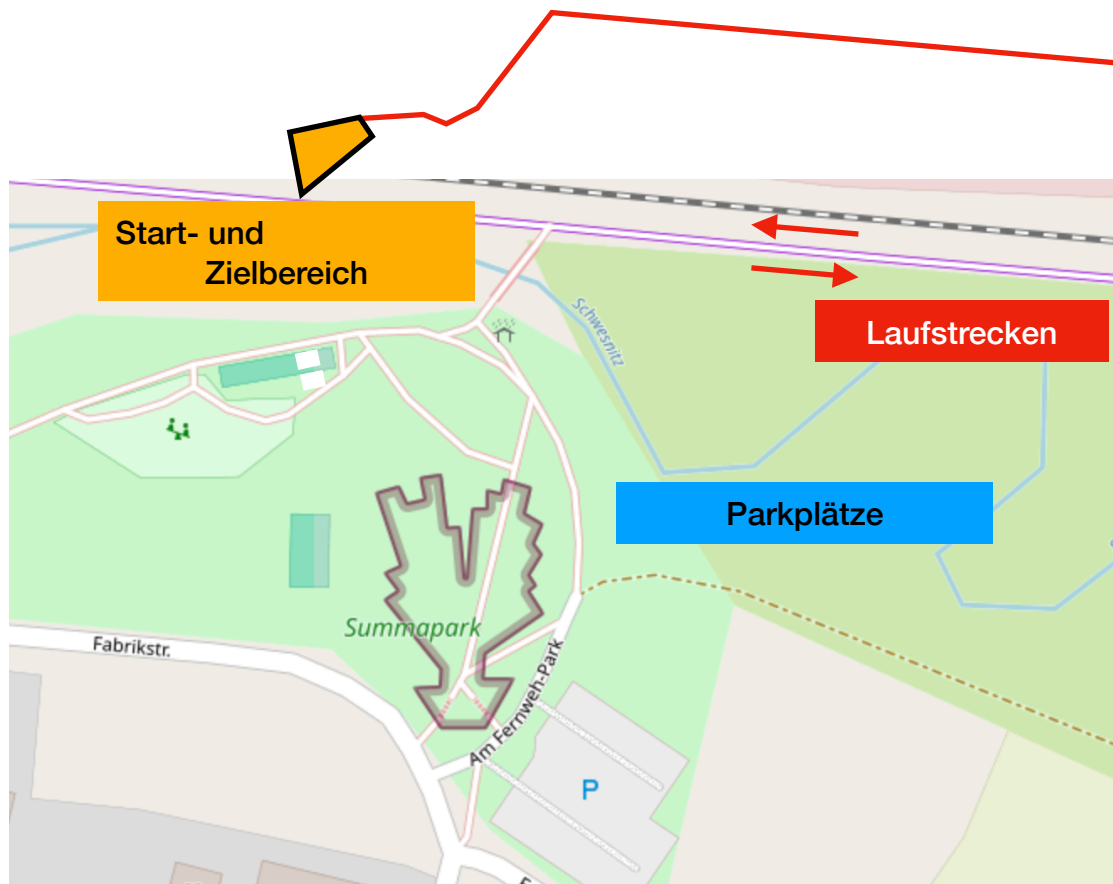 Start- und
Zielbereich
Schwesnitz
Laufstrecken
Parkplätze
Summapark
Fabrikstr.
Am Fernweh-Park
P